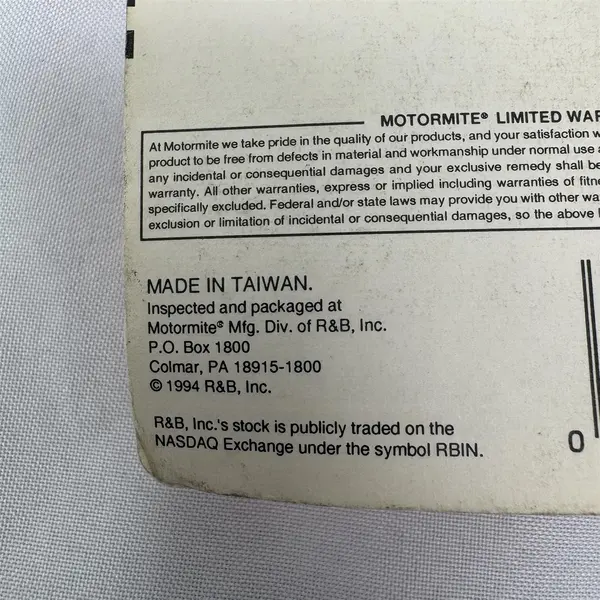 MOTORMITE® LIMITED
At Motormite we take pride in the quality of our products, and your satisfaction
product to be free from defects in material and workmanship under normal use
any incidental or consequential damages and your exclusive remedy shall be
warranty. All other warranties, express or implied including warranties of
specifically excluded. Federal and/or state laws may provide you with other
exclusion or limitation of incidental or consequential damages, so the above
MADE IN TAIWAN.
Inspected and packaged at
Motormite® Mfg. Div. of R&B, Inc.
P.O. Box 1800
Colmar, PA 18915-1800
© 1994 R&B, Inc.
R&B, Inc.'s stock is publicly traded on the
NASDAQ Exchange under the symbol RBIN.
0